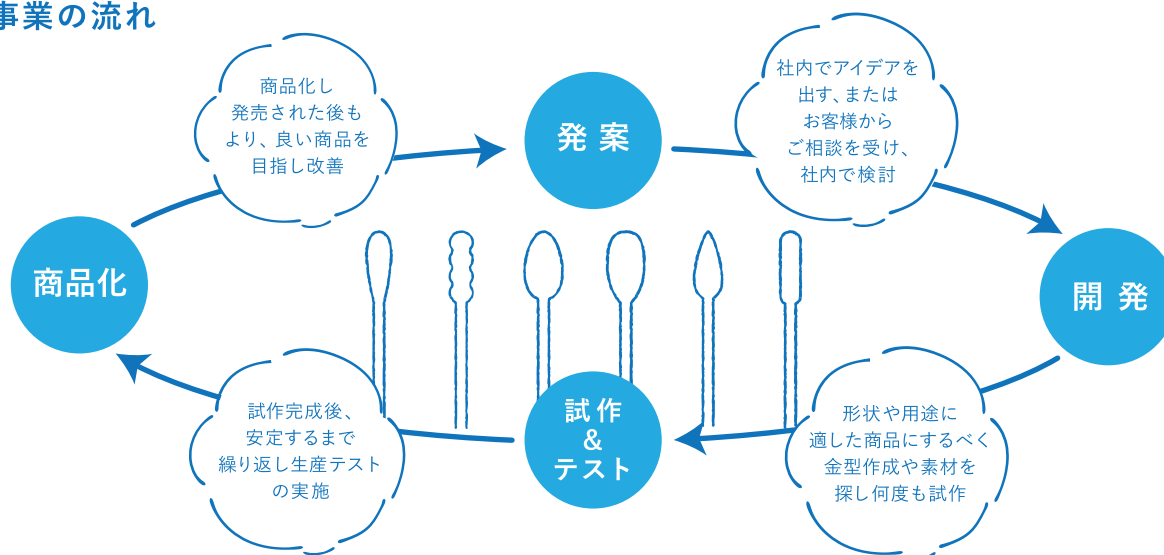 事業の流れ
発案
社内でアイデアを
出す、または
お客様から
ご相談を受け、
社内で検討
開発
形状や用途に
適した商品にするべく
金型作成や素材を
探し何度も試作
試作
&
テスト
試作完成後、
安定するまで
繰り返し生産テスト
の実施
商品化
商品化し
発売された後も
より、良い商品を
目指し改善